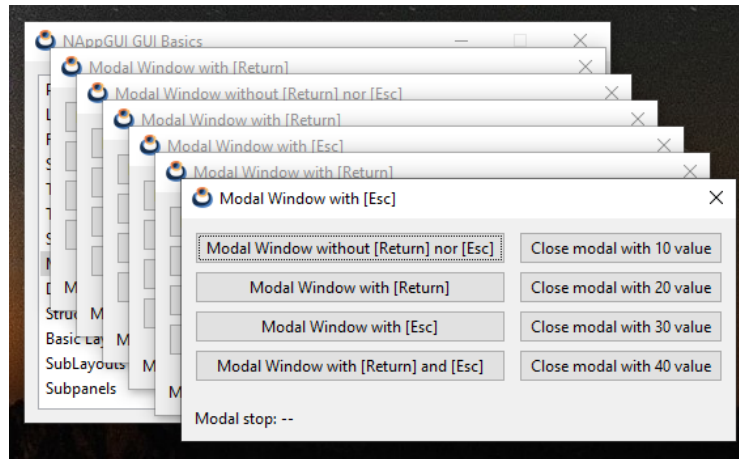 NAppGUI GUI Basics
Modal Window with [Return]
Modal Window without [Return] nor [Esc]
Modal Window with [Return]
Modal Window with [Esc]
Modal Window with [Return]
Modal Window with [Esc]
Modal Window without [Return] nor [Esc] Close modal with 10 value
Modal Window with [Return] Close modal with 20 value
Modal Window with [Esc] Close modal with 30 value
Modal Window with [Return] and [Esc] Close modal with 40 value
Modal stop: --
Basic Lay
SubLayouts
Subpanels